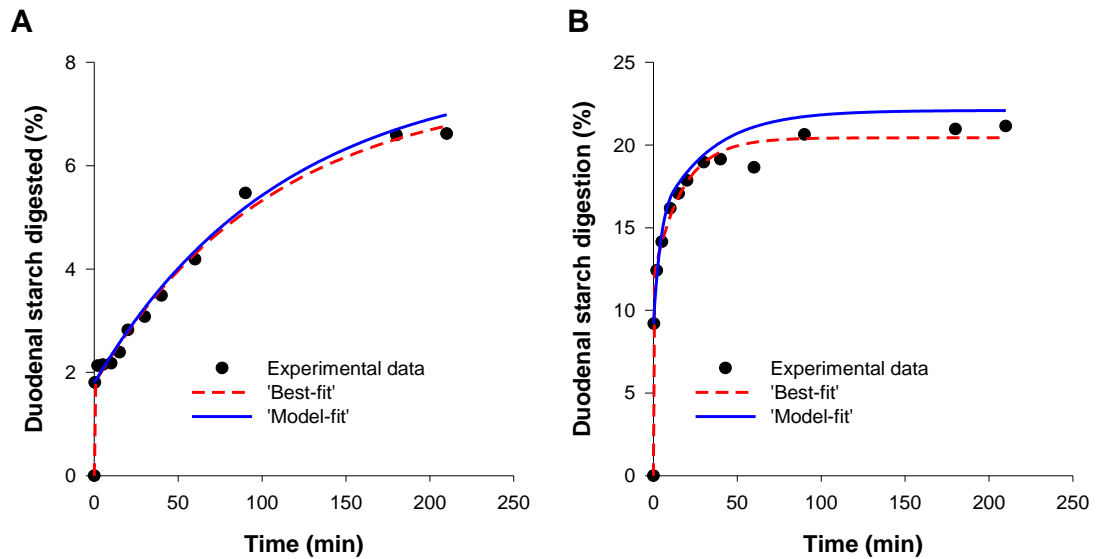 A
Duodenal starch digested (%)
8
6
4
2
0
Experimental data
'Best-fit'
'Model-fit'
0 50 100 150 200 250
Time (min)
B
Duodenal starch digestion (%)
25
20
15
10
5
0
Experimental data
'Best-fit'
'Model-fit'
0 50 100 150 200 250
Time (min)